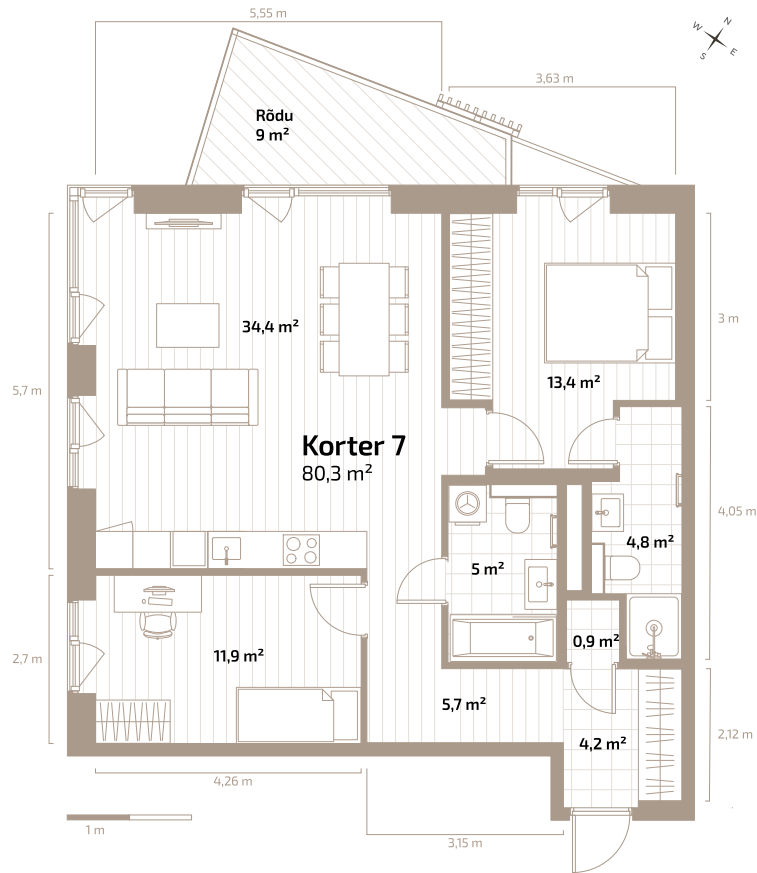 5,55 m
N
W
E
S
3,63 m
Rõdu
9 m²
34,4 m²
3 m
13,4 m²
5,7 m
Korter 7
80,3 m²
4,05 m
4,8 m²
5 m²
0,9 m²
11,9 m²
2,7 m
5,7 m²
4,2 m²
2,12 m
4,26 m
1 m
3,15 m